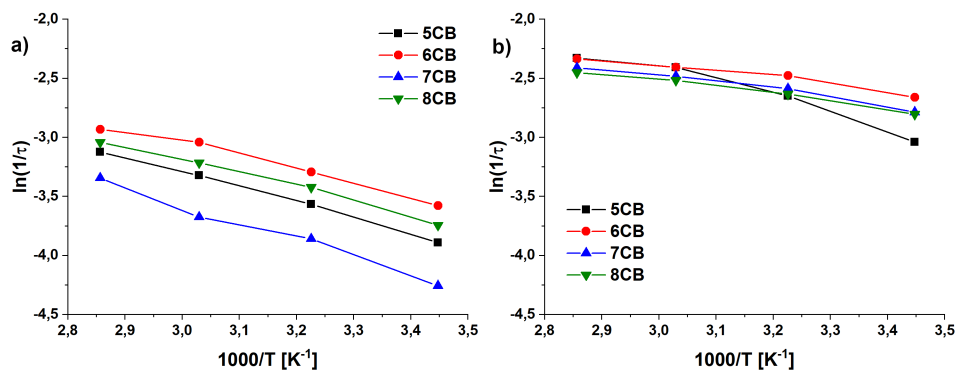 a)
ln(1/τ)
-2,0
-2,5
-3,0
-3,5
-4,0
-4,5
2,8
2,9
3,0
3,1
3,2
3,3
3,4
3,5
1000/T [K⁻¹]
5CB
6CB
7CB
8CB
b)
ln(1/τ)
-2,0
-2,5
-3,0
-3,5
-4,0
-4,5
2,8
2,9
3,0
3,1
3,2
3,3
3,4
3,5
1000/T [K⁻¹]
5CB
6CB
7CB
8CB